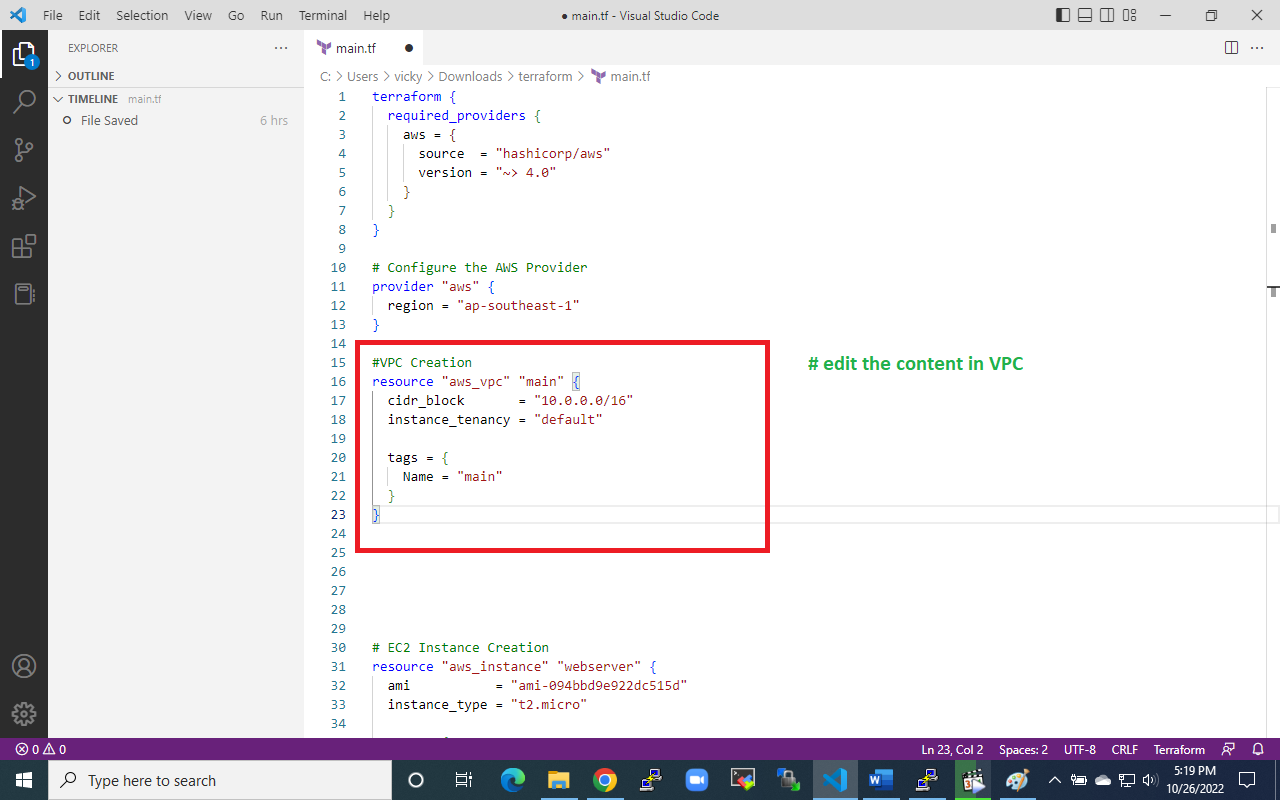 File Edit Selection View Go Run Terminal Help ● main.tf - Visual Studio Code
EXPLORER
OUTLINE
TIMELINE main.tf
File Saved 6 hrs
1
main.tf
C: > Users > vicky > Downloads > terraform > main.tf
1 terraform {
2 required_providers {
3 aws = {
4 source = "hashicorp/aws"
5 version = "~> 4.0"
6 }
7 }
8 }
9
10 # Configure the AWS Provider
11 provider "aws" {
12 region = "ap-southeast-1"
13 }
14
15 #VPC Creation
16 resource "aws_vpc" "main" {
17 cidr_block = "10.0.0.0/16"
18 instance_tenancy = "default"
19
20 tags = {
21 Name = "main"
22 }
23 }
24
25
26
27
28
29
30 # EC2 Instance Creation
31 resource "aws_instance" "webserver" {
32 ami = "ami-094bbd9e922dc515d"
33 instance_type = "t2.micro"
34
# edit the content in VPC
0 0 Ln 23, Col 2 Spaces: 2 UTF-8 CRLF Terraform
Type here to search
5:19 PM
10/26/2022